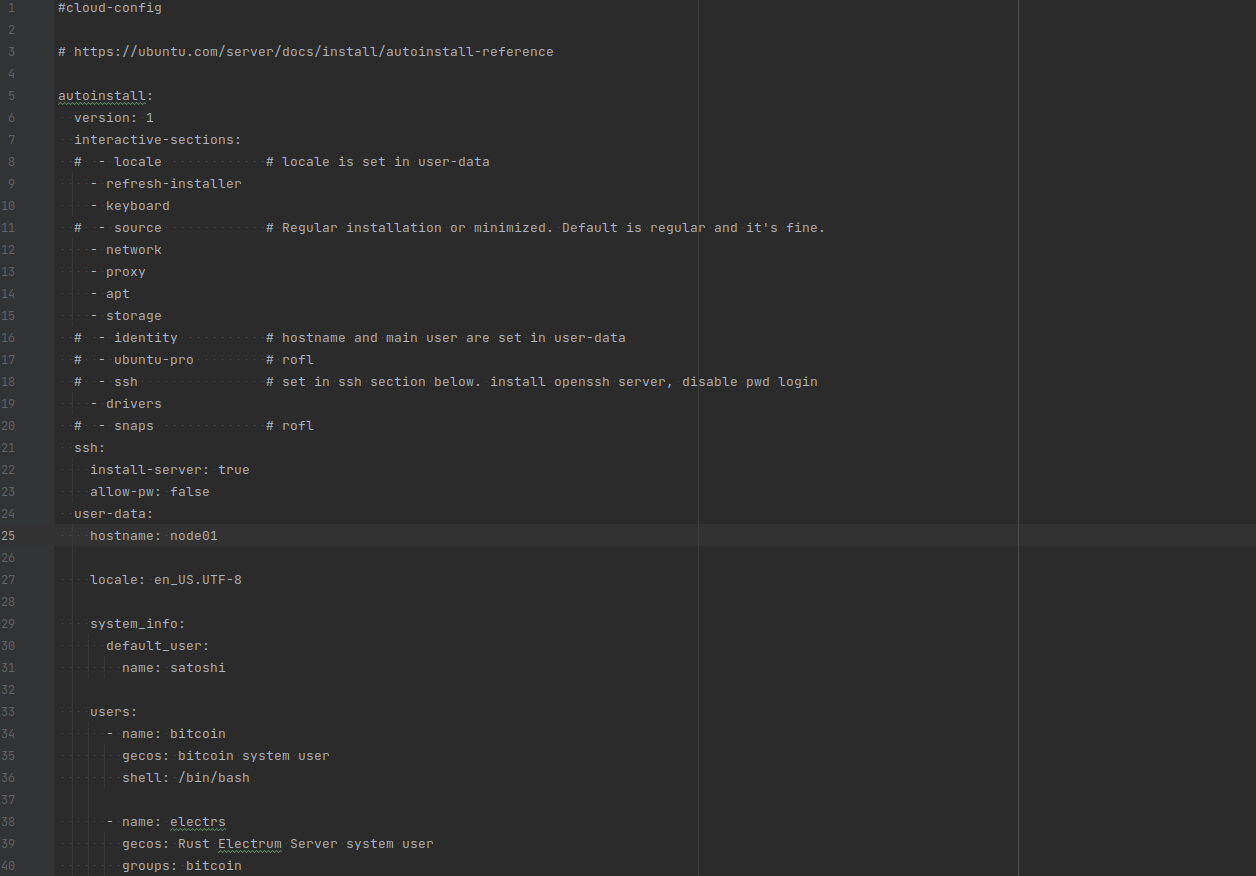 1 #cloud-config
2
3 # https://ubuntu.com/server/docs/install/autoinstall-reference
4
5 autoinstall:
6   version: 1
7   interactive-sections:
8   #  - locale             # locale is set in user-data
9     - refresh-installer
10     - keyboard
11   #  - source             # Regular installation or minimized. Default is regular and it's fine.
12     - network
13     - proxy
14     - apt
15     - storage
16   #  - identity           # hostname and main user are set in user-data
17   #  - ubuntu-pro         # rofl
18   #  - ssh                # set in ssh section below. install openssh server, disable pwd login
19     - drivers
20   #  - snaps              # rofl
21   ssh:
22     install-server: true
23     allow-pw: false
24   user-data:
25     hostname: node01
26
27     locale: en_US.UTF-8
28
29     system_info:
30       default_user:
31         name: satoshi
32
33     users:
34       - name: bitcoin
35         gecos: bitcoin system user
36         shell: /bin/bash
37
38       - name: electrs
39         gecos: Rust Electrum Server system user
40         groups: bitcoin